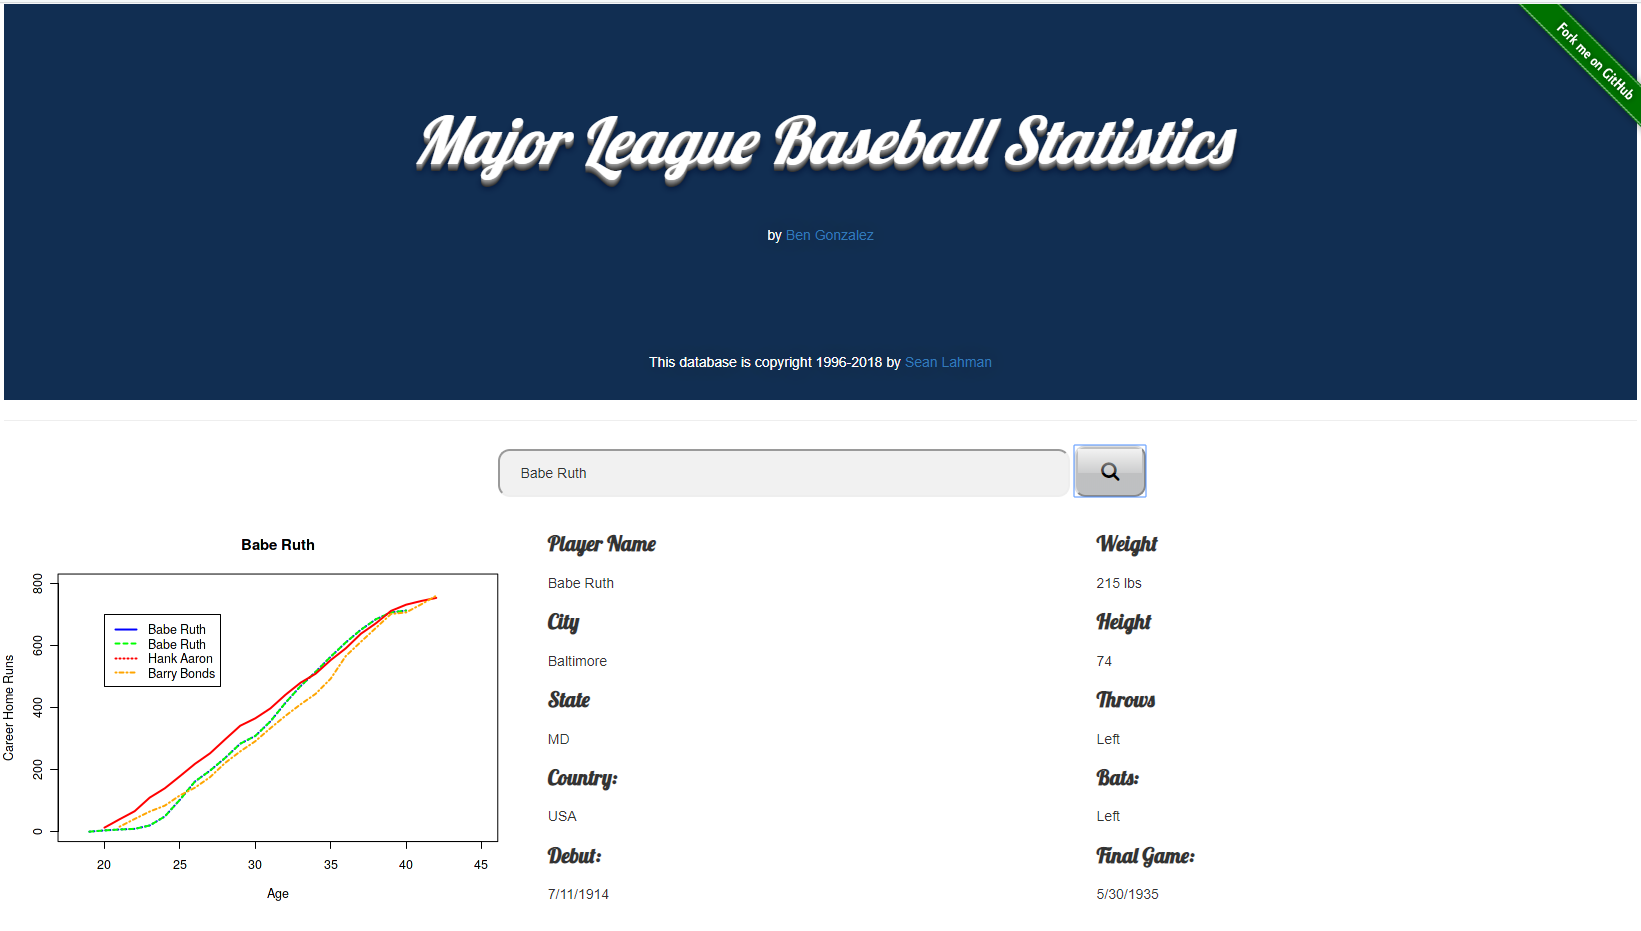 Fork me on GitHub
Major League Baseball Statistics
by Ben Gonzalez
This database is copyright 1996-2018 by Sean Lahman
Babe Ruth
Babe Ruth
Career Home Runs
800
600
400
200
0
Babe Ruth
Babe Ruth
Hank Aaron
Barry Bonds
20 25 30 35 40 45
Age
Player Name
Babe Ruth
City
Baltimore
State
MD
Country:
USA
Debut:
7/11/1914
Weight
215 lbs
Height
74
Throws
Left
Bats:
Left
Final Game:
5/30/1935